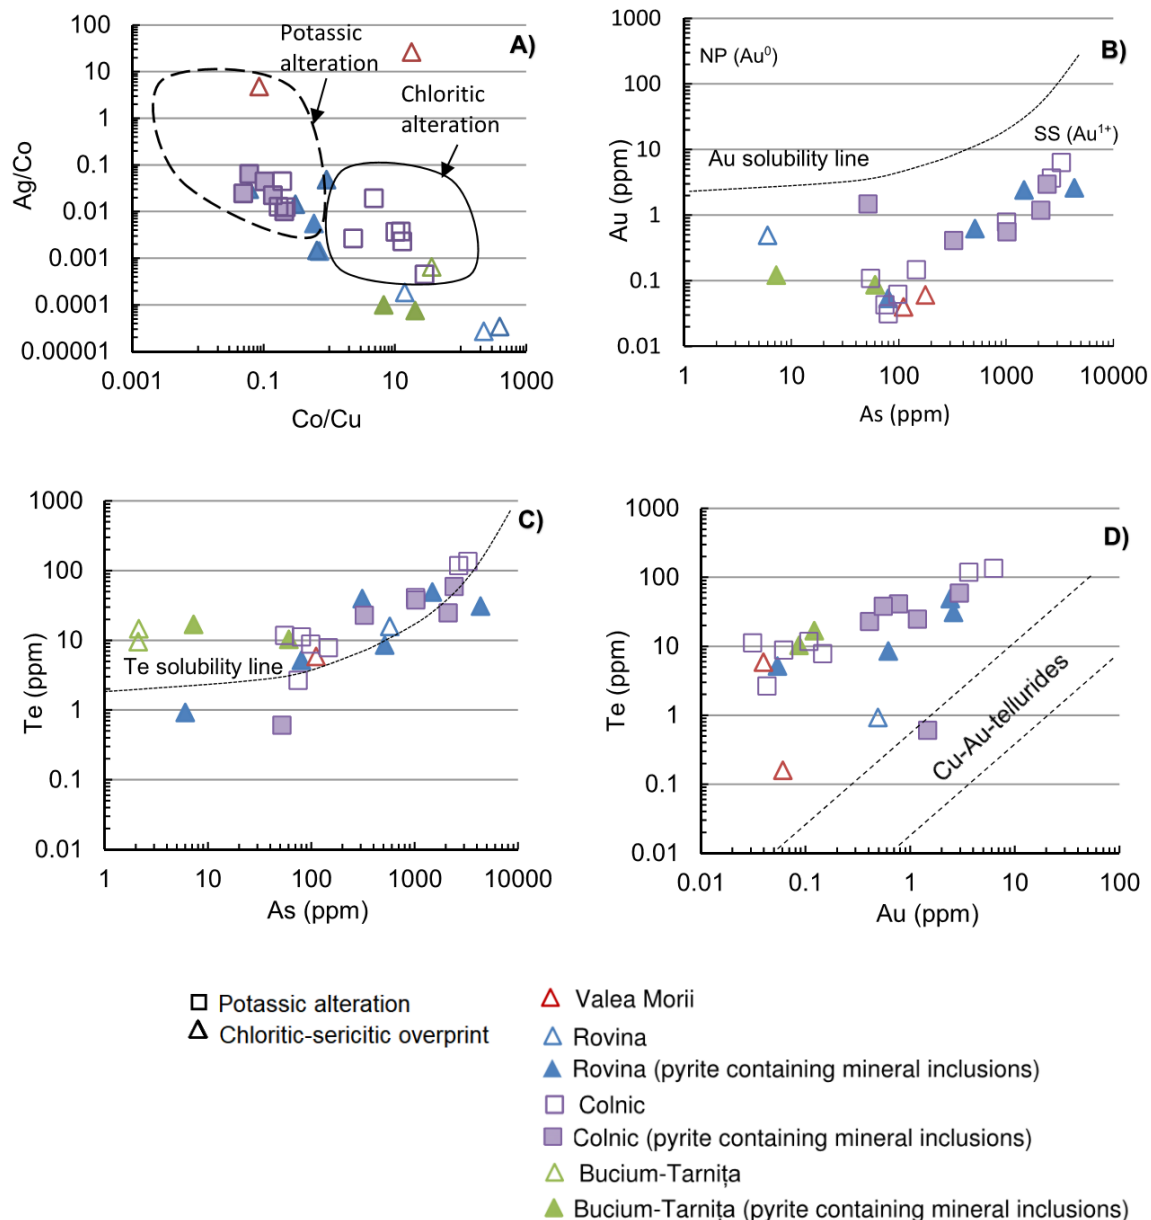 A)
100
10
1
0.1
0.01
0.001
0.0001
0.00001
Ag/Co
Potassic
alteration
Chloritic
alteration
0.001
0.1
10
1000
Co/Cu
B)
1000
100
10
1
0.1
0.01
Au (ppm)
NP (Au⁰)
Au solubility line
SS (Au¹⁺)
1
10
100
1000
10000
As (ppm)
C)
1000
100
10
1
0.1
0.01
Te (ppm)
Te solubility line
1
10
100
1000
10000
As (ppm)
D)
1000
100
10
1
0.1
0.01
Te (ppm)
Cu-Au-tellurides
0.01
0.1
1
10
100
Au (ppm)
Potassic alteration
Chloritic-sericitic overprint
Valea Morii
Rovina
Rovina (pyrite containing mineral inclusions)
Colnic
Colnic (pyrite containing mineral inclusions)
Bucium-Tarnița
Bucium-Tarnița (pyrite containing mineral inclusions)